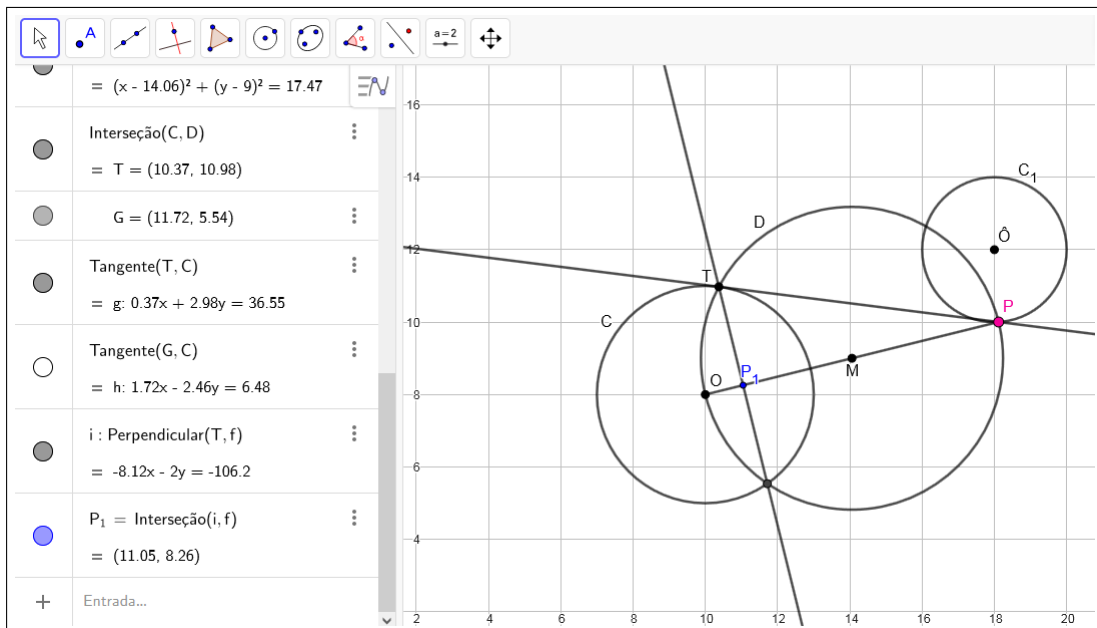 A
α
a=2
= (x - 14.06)² + (y - 9)² = 17.47
Interseção(C, D)
= T = (10.37, 10.98)
G = (11.72, 5.54)
Tangente(T, C)
= g: 0.37x + 2.98y = 36.55
Tangente(G, C)
= h: 1.72x - 2.46y = 6.48
i : Perpendicular(T, f)
= -8.12x - 2y = -106.2
P₁ = Interseção(i, f)
= (11.05, 8.26)
+ Entrada...
16
14
12
10
8
6
4
2 4 6 8 10 12 14 16 18 20
C₁
D
Ô
T
P
C
P₁
O
M